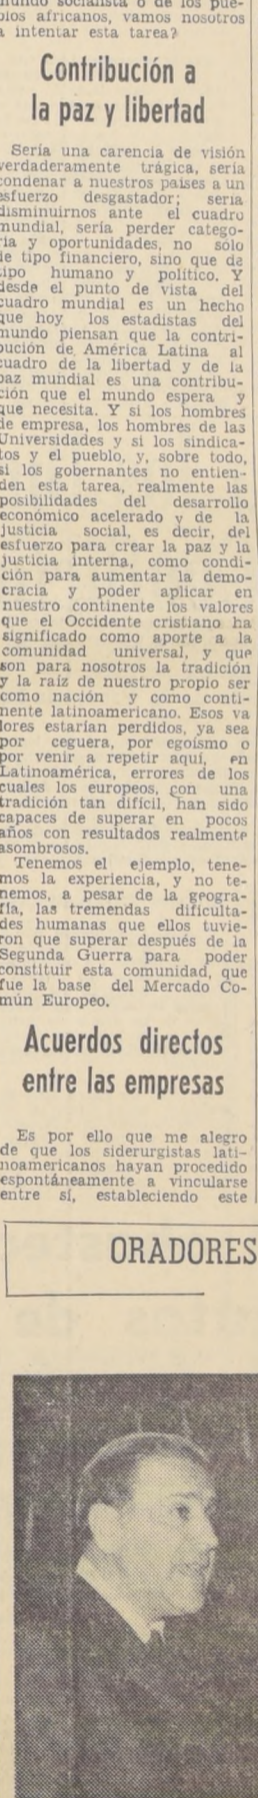 mundo socialista o de los pue-
blos africanos, vamos nosotros
a intentar esta tarea?
Contribución a
la paz y libertad
Sería una carencia de visión
verdaderamente trágica, sería
condenar a nuestros países a un
esfuerzo desgastador; sería
disminuirnos ante el cuadro
mundial, sería perder catego-
ría y oportunidades, no sólo
de tipo financiero, sino que de
tipo humano y político. Y
desde el punto de vista del
cuadro mundial es un hecho
que hoy los estadistas del
mundo piensan que la contri-
bución de América Latina al
cuadro de la libertad y de la
paz mundial es una contribu-
ción que el mundo espera y
que necesita. Y si los hombres
de empresa, los hombres de las
Universidades y si los sindica-
tos y el pueblo, y, sobre todo,
si los gobernantes no entien-
den esta tarea, realmente las
posibilidades del desarrollo
económico acelerado y de la
justicia social, es decir, del
esfuerzo para crear la paz y la
justicia interna, como condi-
ción para aumentar la demo-
cracia y poder aplicar en
nuestro continente los valores
que el Occidente cristiano ha
significado como aporte a la
comunidad universal, y que
son para nosotros la tradición
y la raíz de nuestro propio ser
como nación y como conti-
nente latinoamericano. Esos va
lores estarían perdidos, ya sea
por ceguera, por egoísmo o
por venir a repetir aquí, en
Latinoamérica, errores de los
cuales los europeos, con una
tradición tan difícil, han sido
capaces de superar en pocos
años con resultados realmente
asombrosos.
Tenemos el ejemplo, tene-
mos la experiencia, y no te-
nemos, a pesar de la geogra-
fía, las tremendas dificulta-
des humanas que ellos tuvie-
ron que superar después de la
Segunda Guerra para poder
constituir esta comunidad, que
fue la base del Mercado Co-
mún Europeo.
Acuerdos directos
entre las empresas
Es por ello que me alegro
de que los siderurgistas lati-
noamericanos hayan procedido
espontáneamente a vincularse
entre sí, estableciendo este
ORADORES